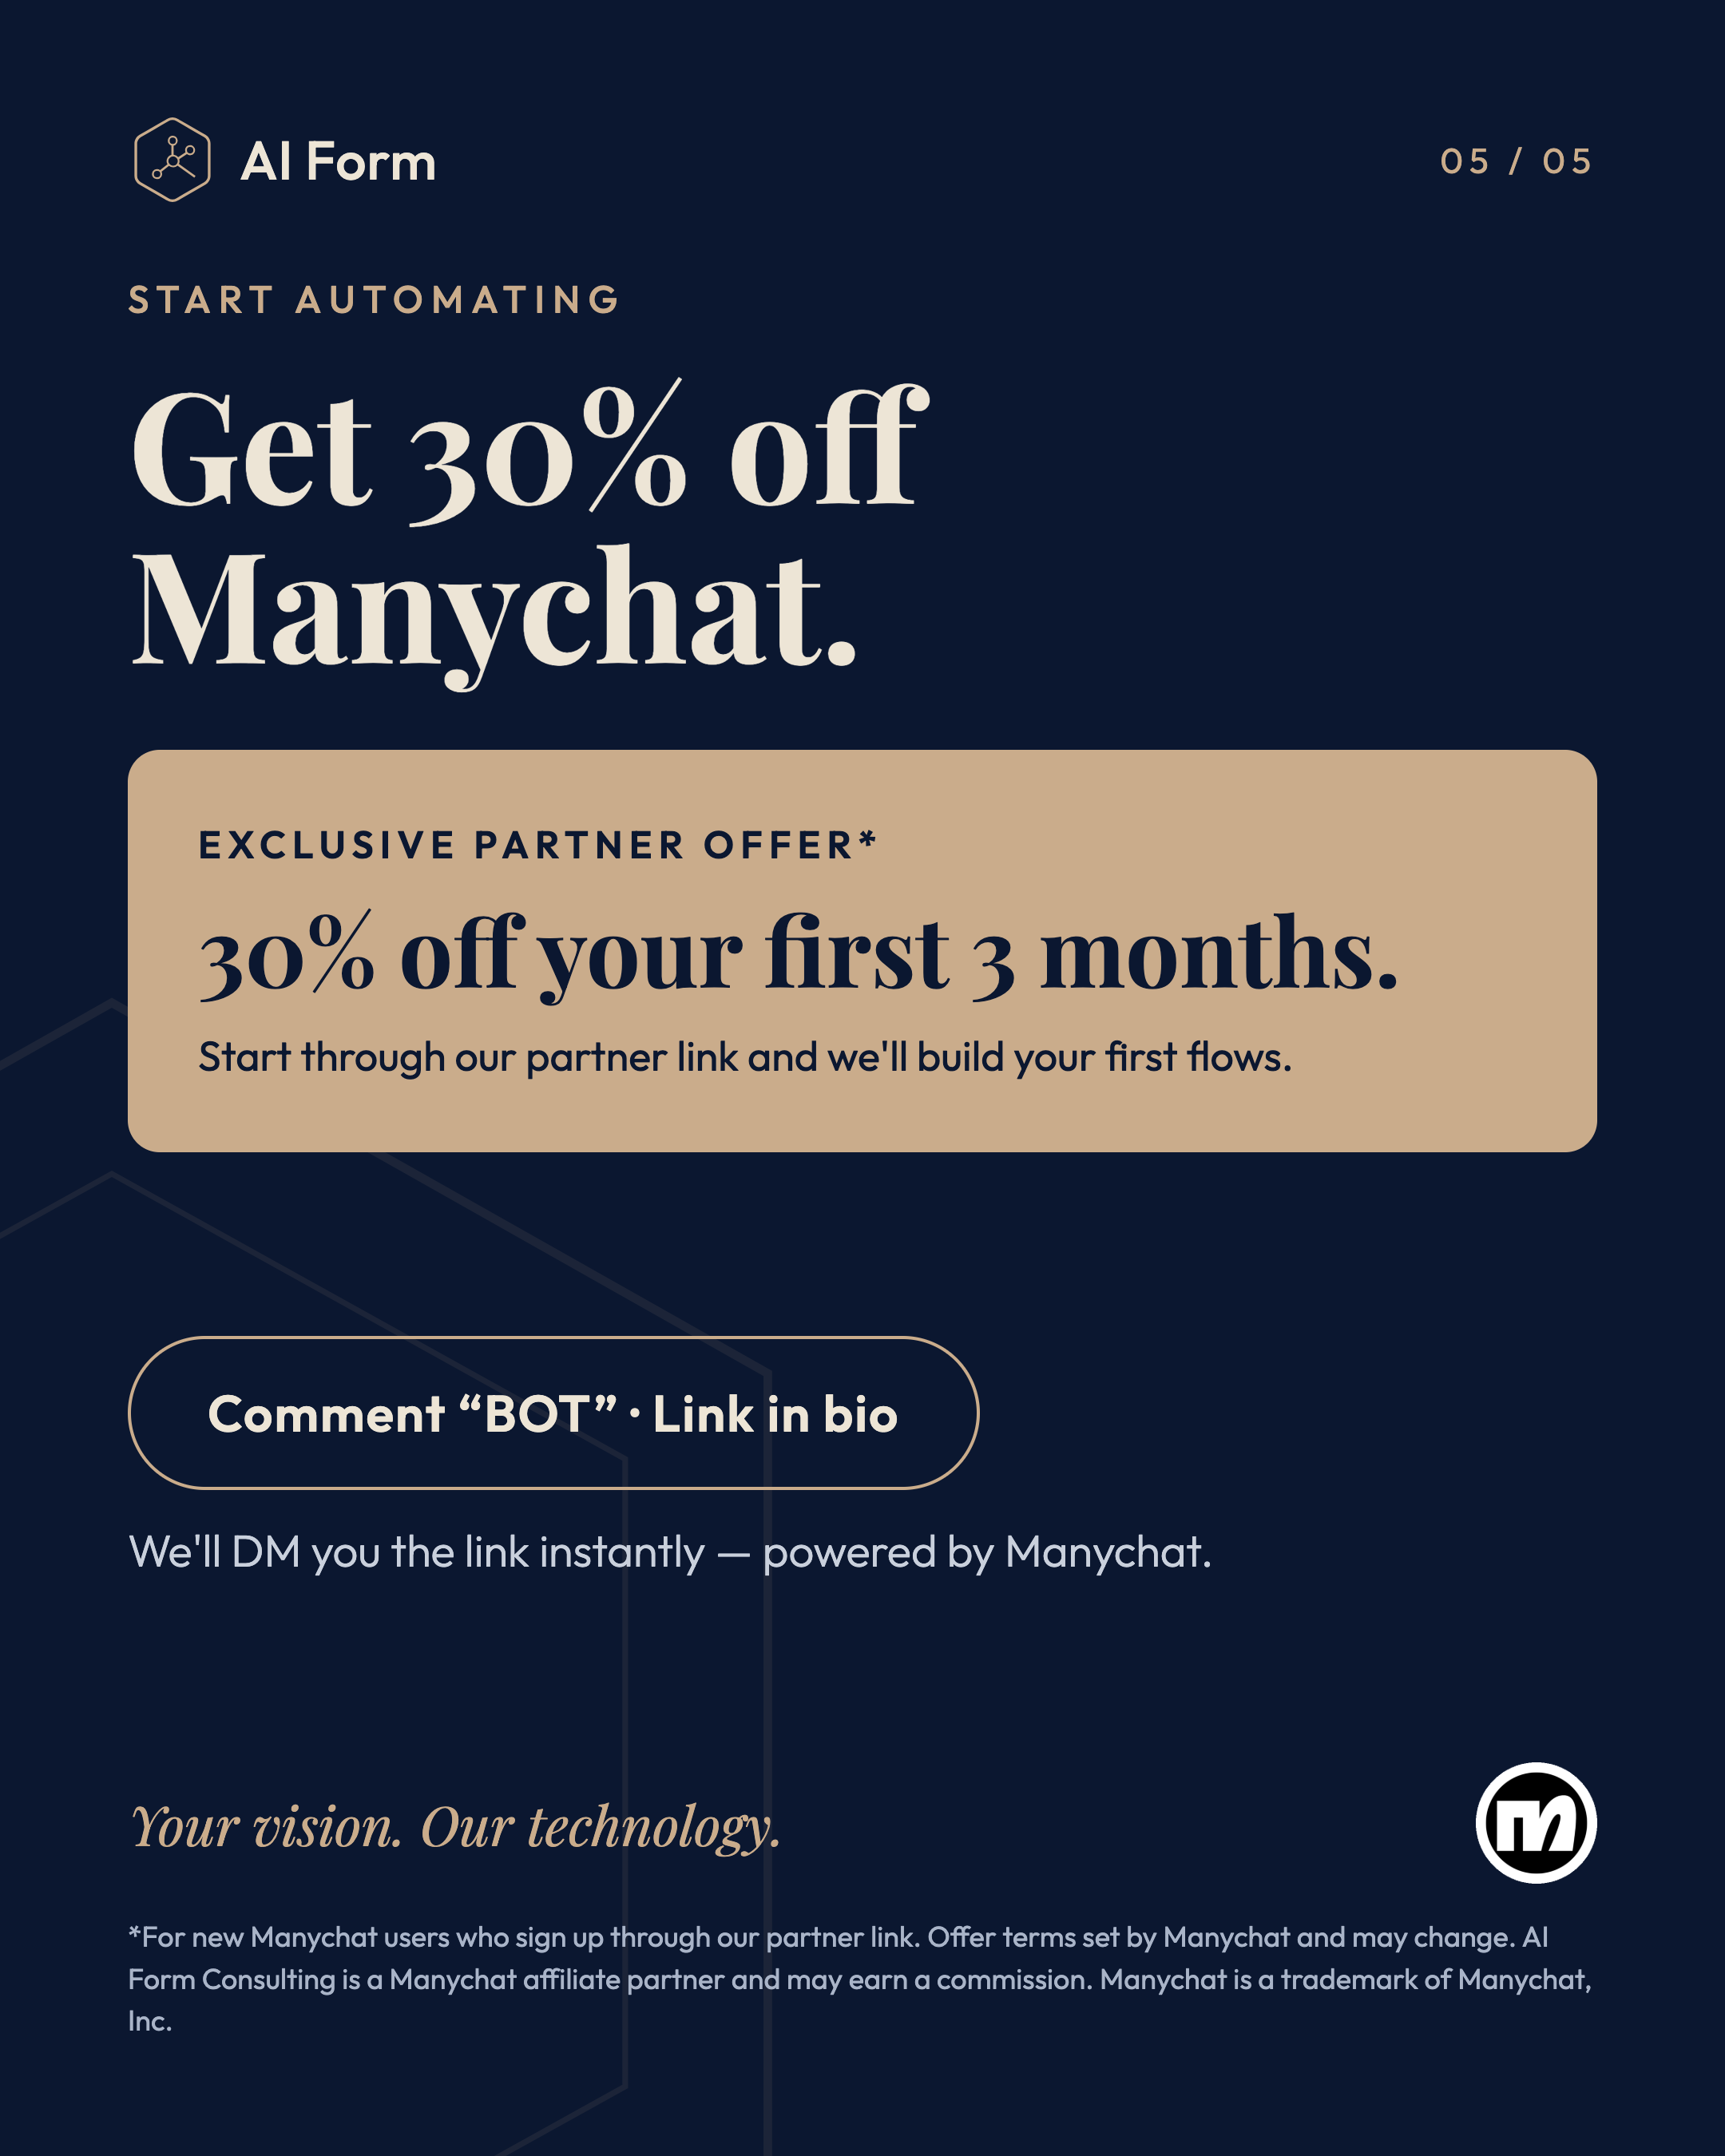 AI Form
05 / 05
START AUTOMATING
Get 30% off
Manychat.
EXCLUSIVE PARTNER OFFER*
30% off your first 3 months.
Start through our partner link and we'll build your first flows.
Comment “BOT” · Link in bio
We'll DM you the link instantly — powered by Manychat.
Your vision. Our technology.
m
*For new Manychat users who sign up through our partner link. Offer terms set by Manychat and may change. AI
Form Consulting is a Manychat affiliate partner and may earn a commission. Manychat is a trademark of Manychat,
Inc.